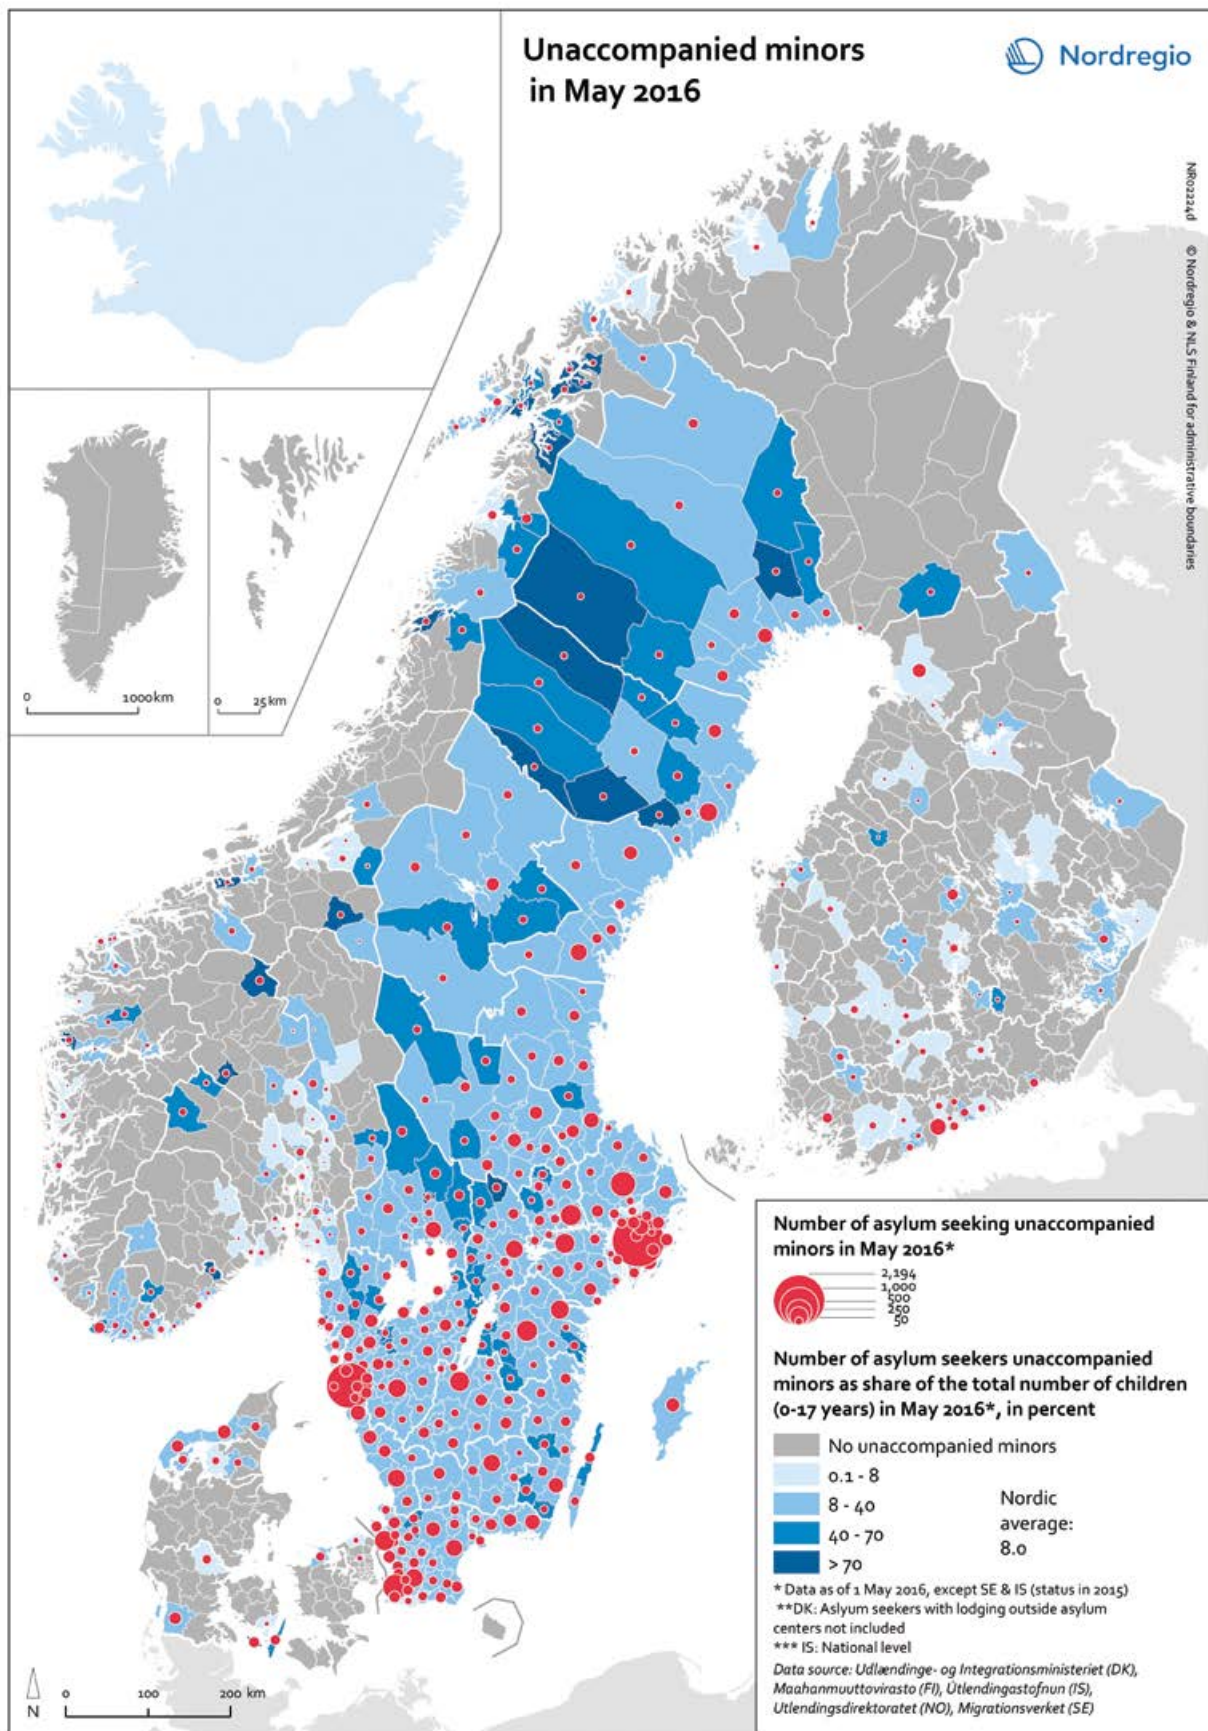 Unaccompanied minors
in May 2016
Nordregio
NR02224d © Nordregio & NLS Finland for administrative boundaries
0 1000 km
0 25 km
Number of asylum seeking unaccompanied
minors in May 2016*
2,194
1,000
500
250
50
Number of asylum seekers unaccompanied
minors as share of the total number of children
(0-17 years) in May 2016*, in percent
No unaccompanied minors
0.1 - 8
8 - 40
40 - 70
> 70
Nordic
average:
8.0
* Data as of 1 May 2016, except SE & IS (status in 2015)
**DK: Aslyum seekers with lodging outside asylum
centers not included
*** IS: National level
Data source: Udlændinge- og Integrationsministeriet (DK),
Maahanmuuttovirasto (FI), Útlendingastofnun (IS),
Utlendingsdirektoratet (NO), Migrationsverket (SE)
N
0 100 200 km